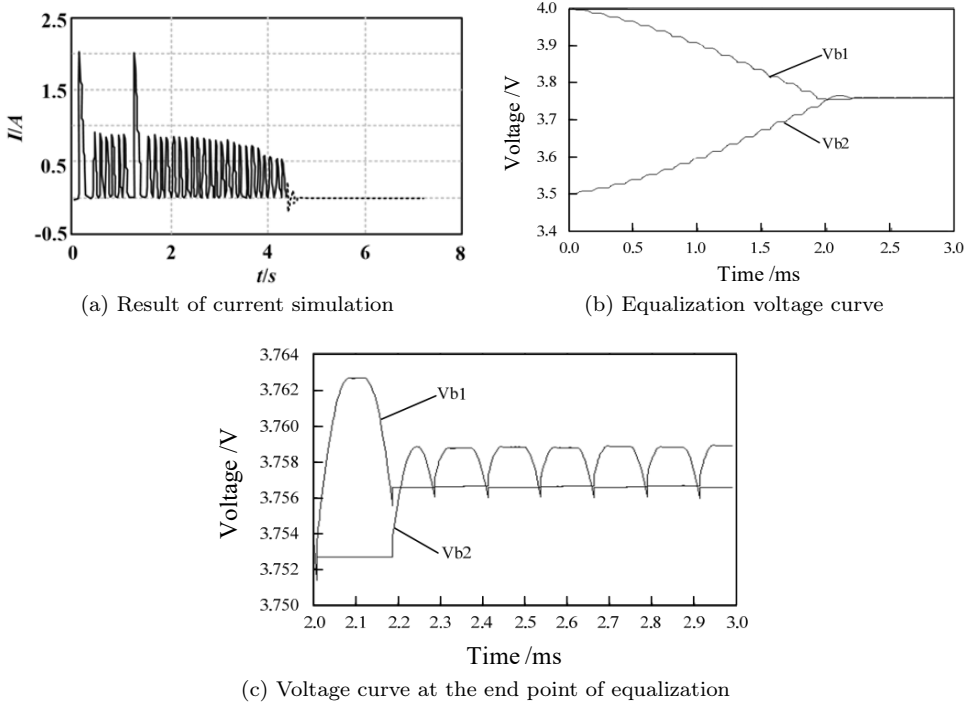 2.5
1.5
0.5
-0.5
I/A
0 2 4 6 8
t/s
(a) Result of current simulation
4.0
3.9
3.8
3.7
3.6
3.5
3.4
Voltage /V
Vb1
Vb2
0.0 0.5 1.0 1.5 2.0 2.5 3.0
Time /ms
(b) Equalization voltage curve
3.764
3.762
3.760
3.758
3.756
3.754
3.752
3.750
Voltage /V
Vb1
Vb2
2.0 2.1 2.2 2.3 2.4 2.5 2.6 2.7 2.8 2.9 3.0
Time /ms
(c) Voltage curve at the end point of equalization